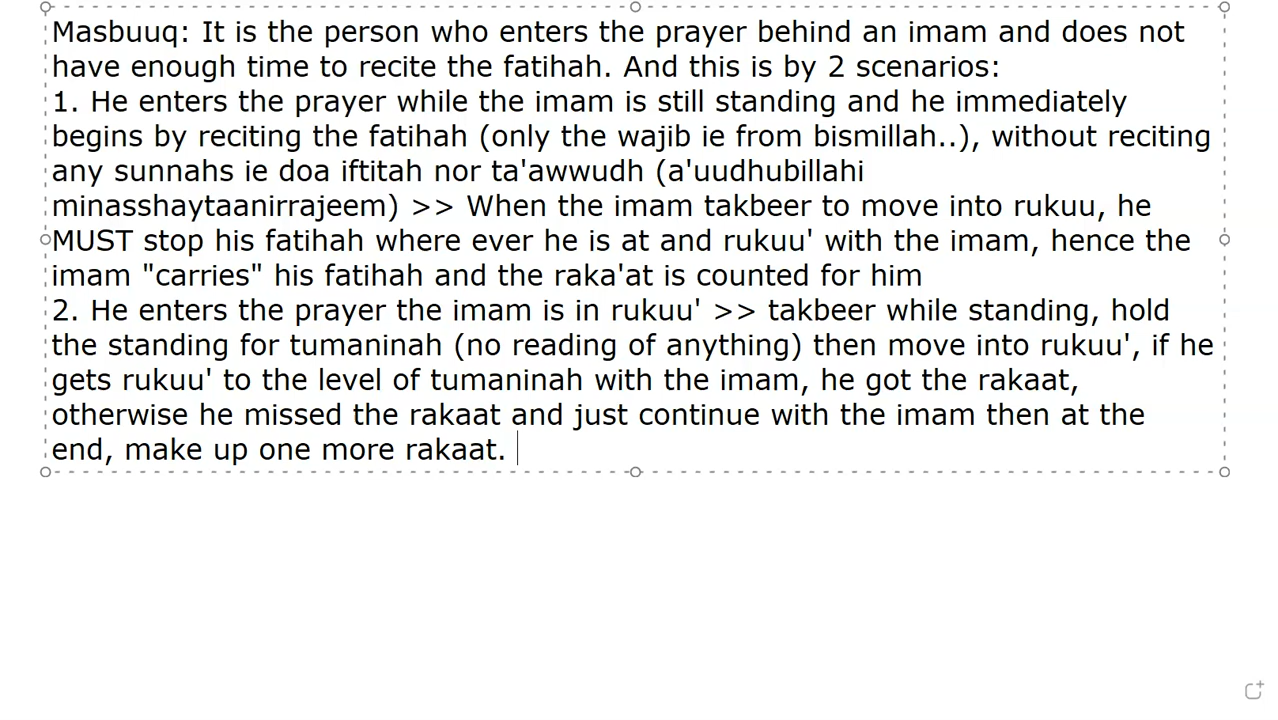 Masbuuq: It is the person who enters the prayer behind an imam and does not
have enough time to recite the fatihah. And this is by 2 scenarios:
1. He enters the prayer while the imam is still standing and he immediately
begins by reciting the fatihah (only the wajib ie from bismillah..), without reciting
any sunnahs ie doa iftitah nor ta'awwudh (a'uudhubillahi
minasshaytaanirrajeem) >> When the imam takbeer to move into rukuu, he
MUST stop his fatihah where ever he is at and rukuu' with the imam, hence the
imam "carries" his fatihah and the raka'at is counted for him
2. He enters the prayer the imam is in rukuu' >> takbeer while standing, hold
the standing for tumaninah (no reading of anything) then move into rukuu', if he
gets rukuu' to the level of tumaninah with the imam, he got the rakaat,
otherwise he missed the rakaat and just continue with the imam then at the
end, make up one more rakaat.